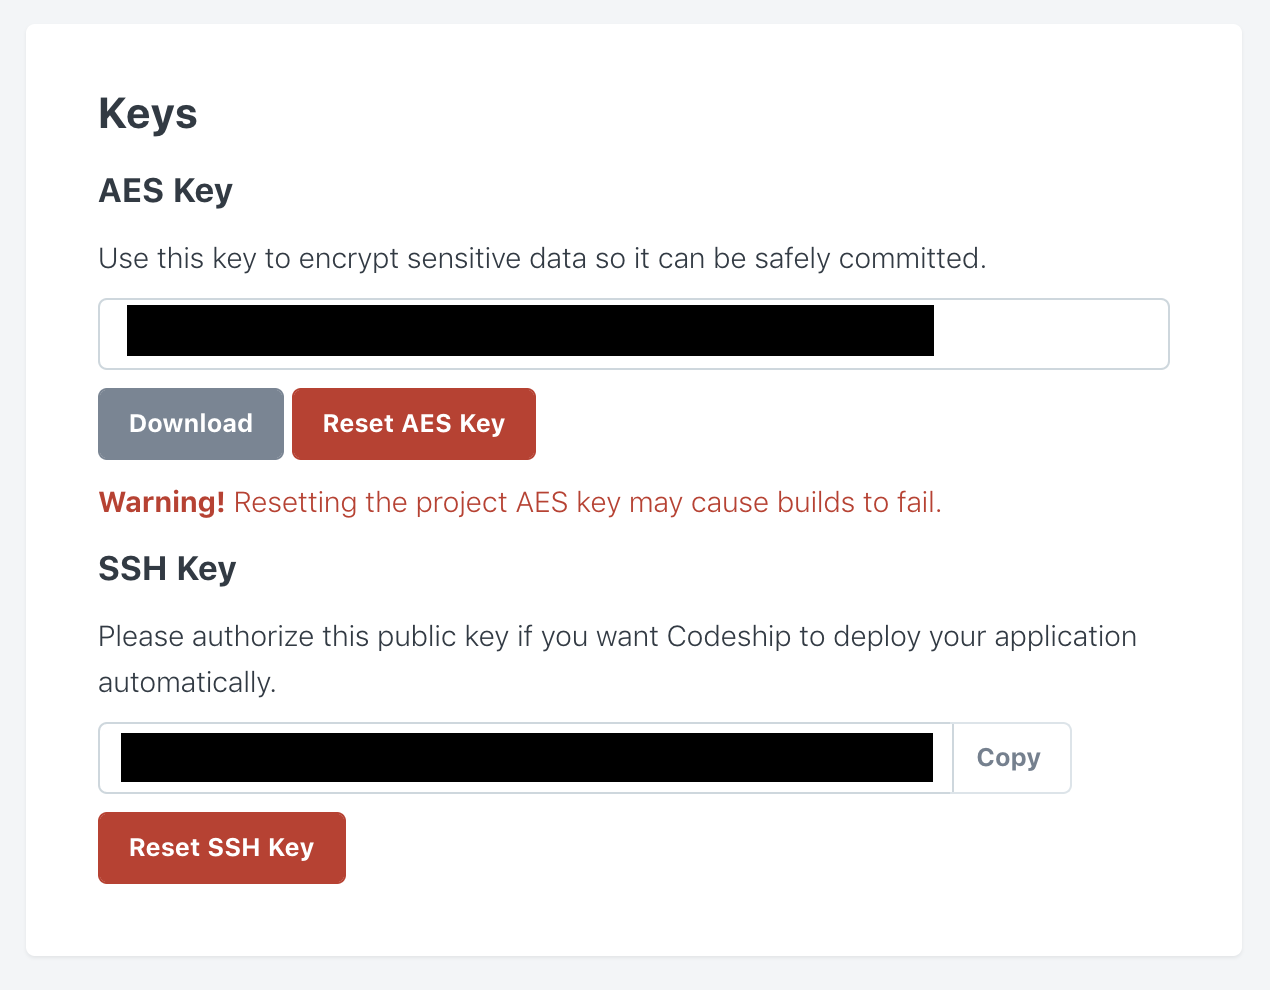 Keys
AES Key
Use this key to encrypt sensitive data so it can be safely committed.
Download Reset AES Key
Warning! Resetting the project AES key may cause builds to fail.
SSH Key
Please authorize this public key if you want Codeship to deploy your application
automatically.
Copy
Reset SSH Key